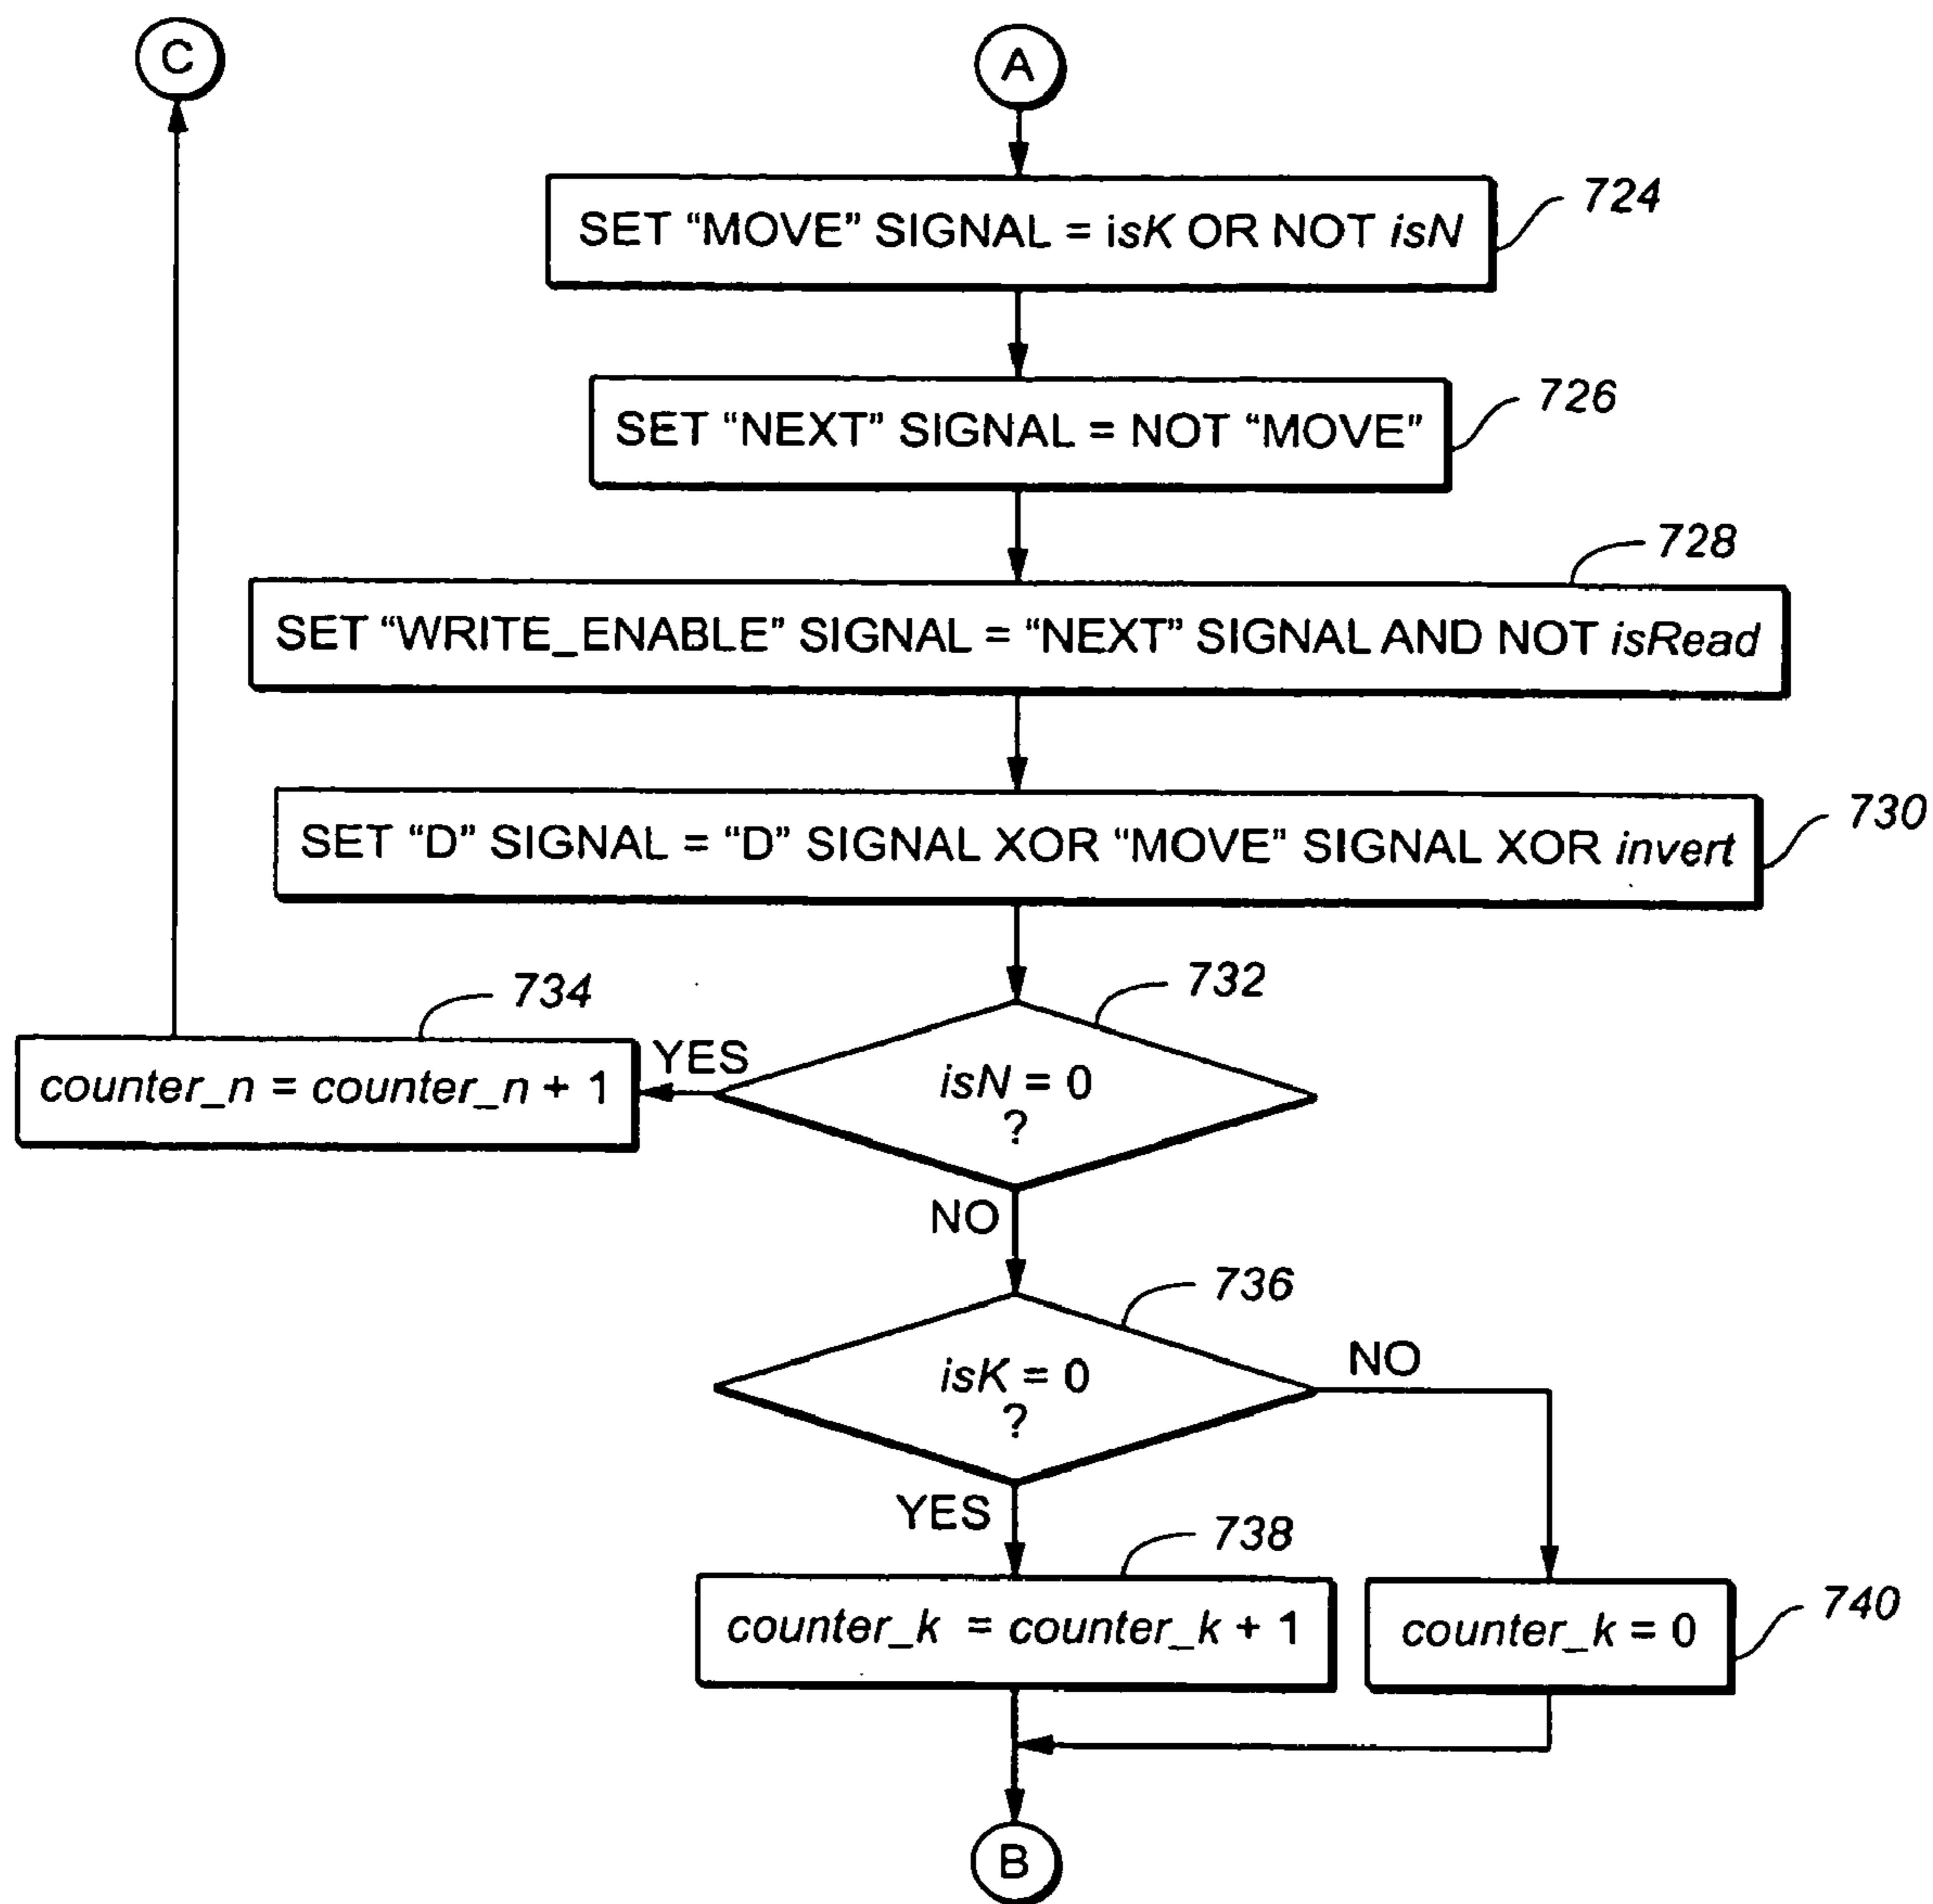 C
A
724
SET “MOVE” SIGNAL = isK OR NOT isN
726
SET “NEXT” SIGNAL = NOT “MOVE”
728
SET “WRITE_ENABLE” SIGNAL = “NEXT” SIGNAL AND NOT isRead
730
SET “D” SIGNAL = “D” SIGNAL XOR “MOVE” SIGNAL XOR invert
732
734
YES
isN = 0
?
counter_n = counter_n + 1
NO
736
isK = 0
?
NO
YES
738
740
counter_k = counter_k + 1
counter_k = 0
B